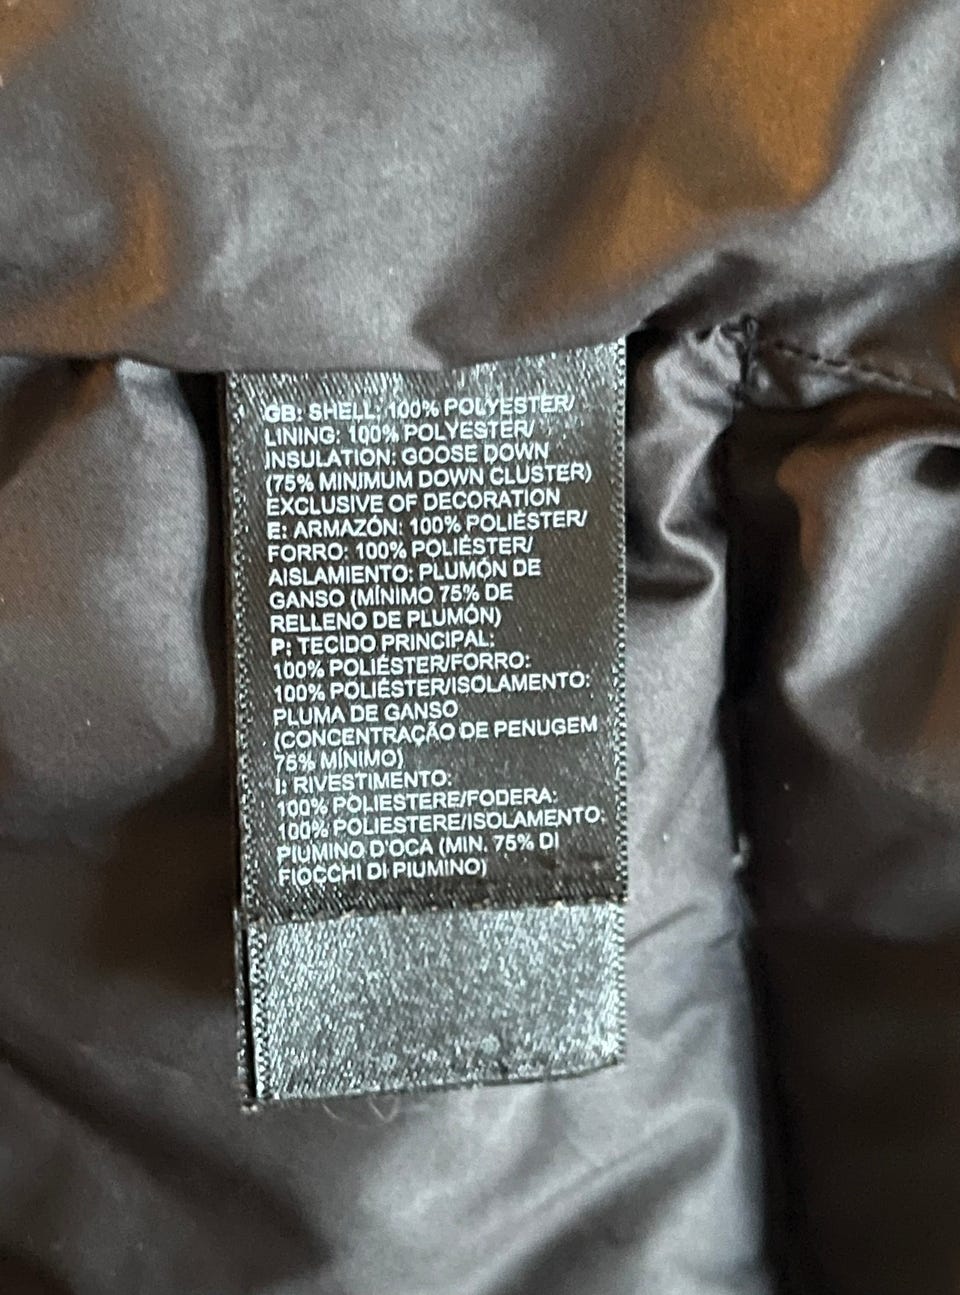 GB: SHELL: 100% POLYESTER/
LINING: 100% POLYESTER/
INSULATION: GOOSE DOWN
(75% MINIMUM DOWN CLUSTER)
EXCLUSIVE OF DECORATION
E: ARMAZÓN: 100% POLIÉSTER/
FORRO: 100% POLIÉSTER/
AISLAMIENTO: PLUMÓN DE
GANSO (MÍNIMO 75% DE
RELLENO DE PLUMÓN)
P: TECIDO PRINCIPAL:
100% POLIÉSTER/FORRO:
100% POLIÉSTER/ISOLAMENTO:
PLUMA DE GANSO
(CONCENTRAÇÃO DE PENUGEM
75% MÍNIMO)
I: RIVESTIMENTO:
100% POLIESTERE/FODERA:
100% POLIESTERE/ISOLAMENTO:
PIUMINO D'OCA (MIN. 75% DI
FIOCCHI DI PIUMINO)